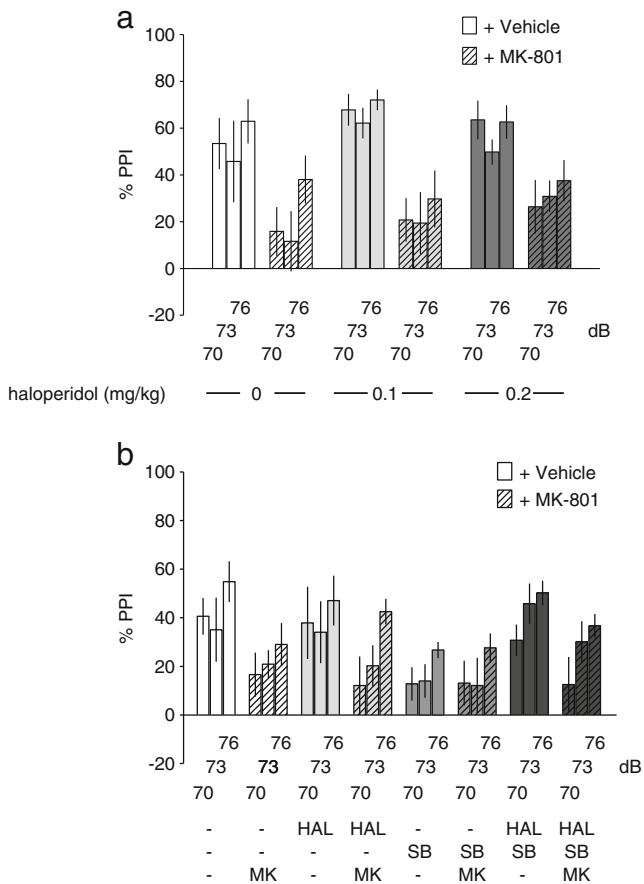 a
100
80
60
40
20
0
-20
% PPI
+ Vehicle
+ MK-801
76 76 76 76 76 76
73 73 73 73 73 73 dB
70 70 70 70 70 70
haloperidol (mg/kg) 0 0.1 0.2
b
100
80
60
40
20
0
-20
% PPI
+ Vehicle
+ MK-801
76 76 76 76 76 76 76 76
73 73 73 73 73 73 73 73 dB
70 70 70 70 70 70 70 70
- - HAL HAL - - HAL HAL
- - - - SB SB SB SB
- MK - MK - MK - MK